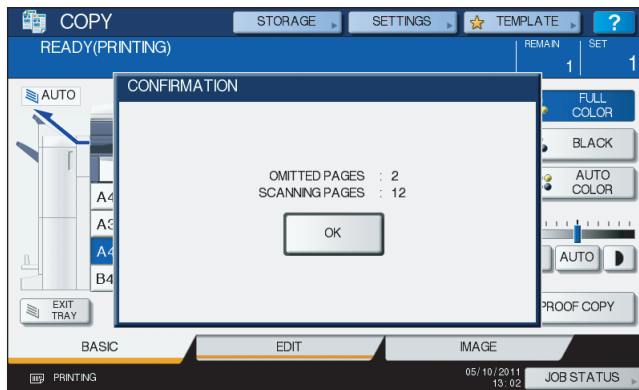 COPY
STORAGE
SETTINGS
TEMPLATE
?
READY(PRINTING)
REMAIN
SET
1
1
AUTO
CONFIRMATION
OMITTED PAGES : 2
SCANNING PAGES : 12
OK
FULL
COLOR
BLACK
AUTO
COLOR
A4
A3
A4
B4
AUTO
EXIT
TRAY
PROOF COPY
BASIC
EDIT
IMAGE
PRINTING
05/10/2011
13:02
JOB STATUS